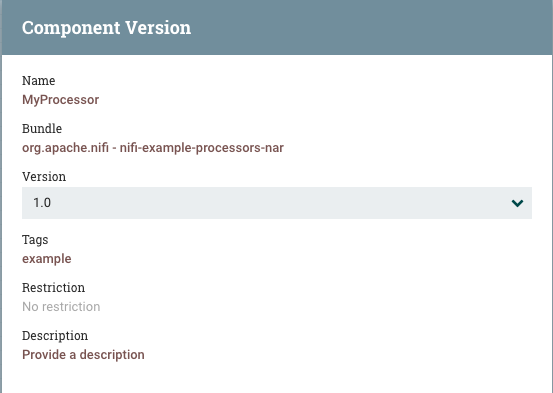 Component Version
Name
MyProcessor
Bundle
org.apache.nifi - nifi-example-processors-nar
Version
1.0
Tags
example
Restriction
No restriction
Description
Provide a description